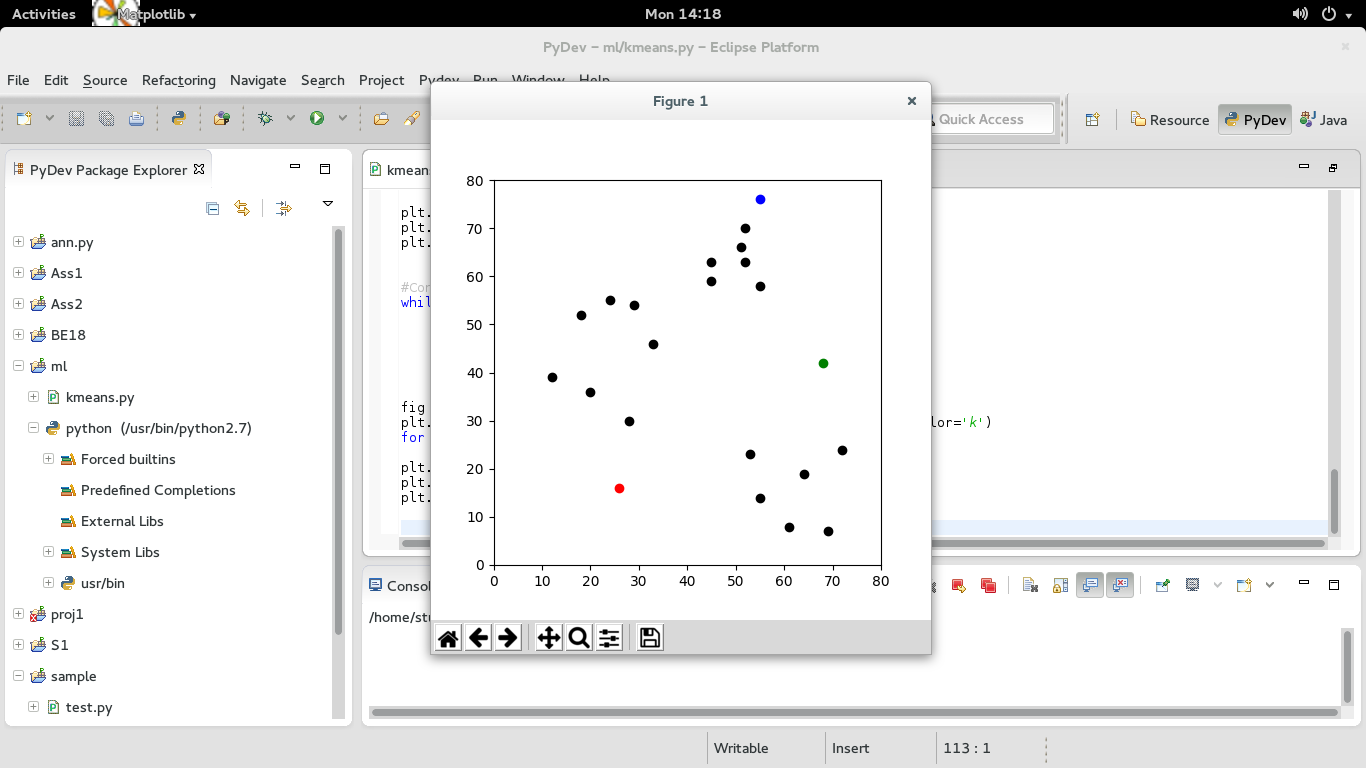 Activities Matplotlib Mon 14:18
PyDev – ml/kmeans.py – Eclipse Platform
File Edit Source Refactoring Navigate Search Project Pydev Run Window Help
Quick Access Resource PyDev Java
Figure 1
PyDev Package Explorer
ann.py
Ass1
Ass2
BE18
ml
kmeans.py
python (/usr/bin/python2.7)
Forced builtins
Predefined Completions
External Libs
System Libs
usr/bin
proj1
S1
sample
test.py
kmeans
plt.
plt.
plt.
#Con
whil
fig
plt. lor='k')
for
plt.
plt.
plt.
80
70
60
50
40
30
20
10
0
0 10 20 30 40 50 60 70 80
Conso
/home/stu
Writable Insert 113 : 1